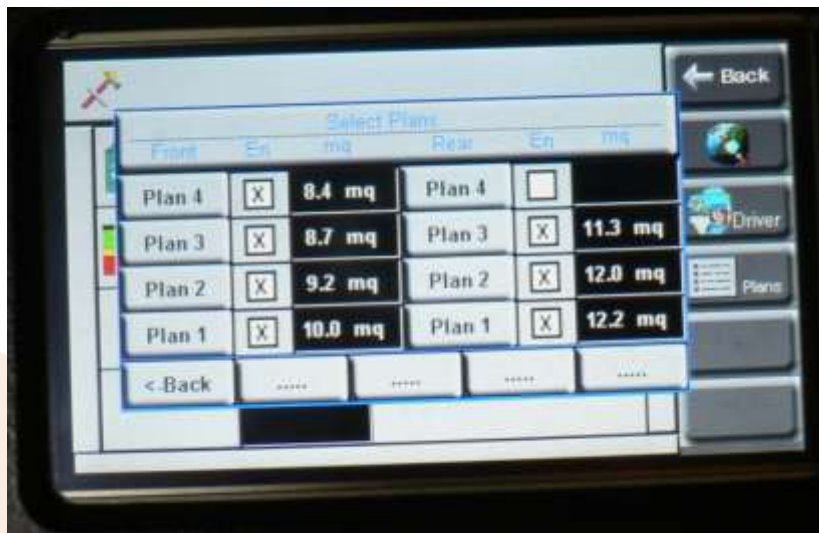 Back
Select Plans
Front En mq Rear En mq
Plan 4 X 8.4 mq Plan 4
Plan 3 X 8.7 mq Plan 3 X 11.3 mq
Plan 2 X 9.2 mq Plan 2 X 12.0 mq
Plan 1 X 10.0 mq Plan 1 X 12.2 mq
<-Back ..... ..... ..... .....
Driver
Plans